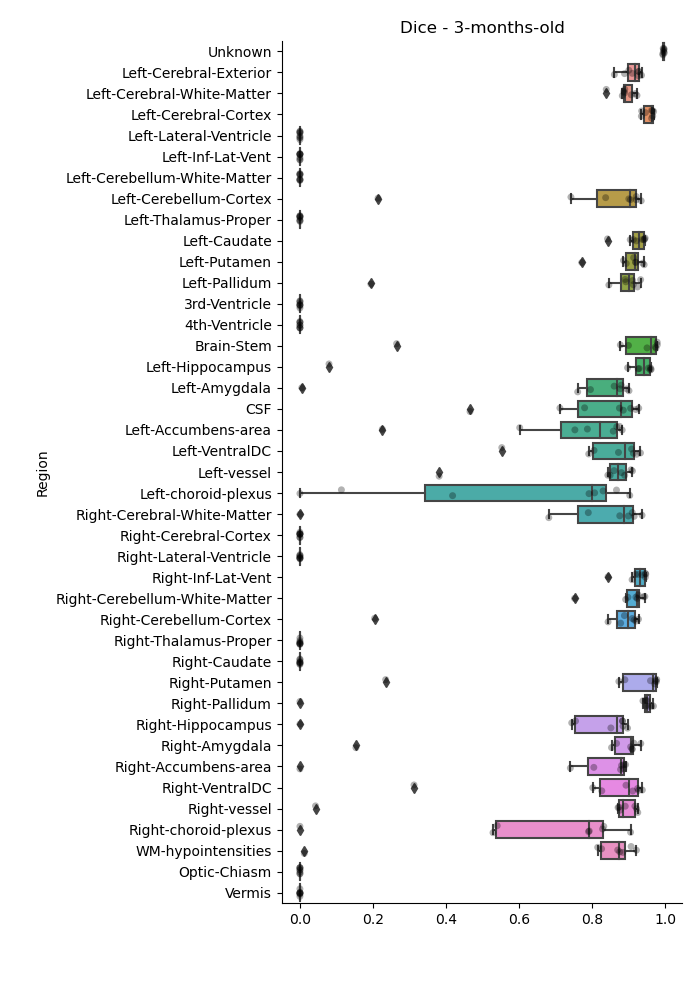 Dice - 3-months-old
Unknown
Left-Cerebral-Exterior
Left-Cerebral-White-Matter
Left-Cerebral-Cortex
Left-Lateral-Ventricle
Left-Inf-Lat-Vent
Left-Cerebellum-White-Matter
Left-Cerebellum-Cortex
Left-Thalamus-Proper
Left-Caudate
Left-Putamen
Left-Pallidum
3rd-Ventricle
4th-Ventricle
Brain-Stem
Left-Hippocampus
Left-Amygdala
CSF
Left-Accumbens-area
Left-VentralDC
Region
Left-vessel
Left-choroid-plexus
Right-Cerebral-White-Matter
Right-Cerebral-Cortex
Right-Lateral-Ventricle
Right-Inf-Lat-Vent
Right-Cerebellum-White-Matter
Right-Cerebellum-Cortex
Right-Thalamus-Proper
Right-Caudate
Right-Putamen
Right-Pallidum
Right-Hippocampus
Right-Amygdala
Right-Accumbens-area
Right-VentralDC
Right-vessel
Right-choroid-plexus
WM-hypointensities
Optic-Chiasm
Vermis
0.0 0.2 0.4 0.6 0.8 1.0